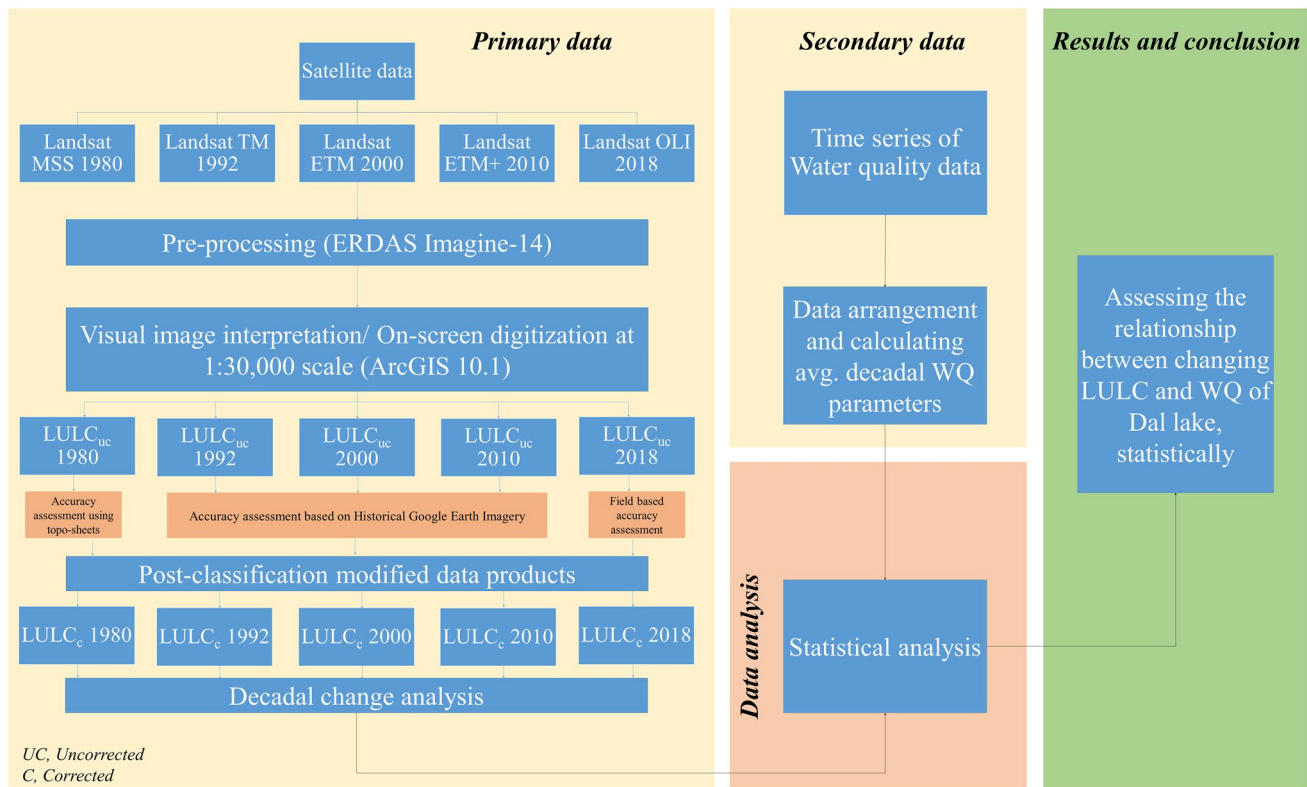 Primary data
Satellite data
Landsat
MSS 1980
Landsat TM
1992
Landsat
ETM 2000
Landsat
ETM+ 2010
Landsat OLI
2018
Pre-processing (ERDAS Imagine-14)
Visual image interpretation/ On-screen digitization at
1:30,000 scale (ArcGIS 10.1)
LULCuc
1980
LULCuc
1992
LULCuc
2000
LULCuc
2010
LULCuc
2018
Accuracy
assessment using
topo-sheets
Accuracy assessment based on Historical Google Earth Imagery
Field based
accuracy
assessment
Post-classification modified data products
LULCc 1980
LULCc 1992
LULCc 2000
LULCc 2010
LULCc 2018
Decadal change analysis
UC, Uncorrected
C, Corrected
Secondary data
Time series of
Water quality data
Data arrangement
and calculating
avg. decadal WQ
parameters
Data analysis
Statistical analysis
Results and conclusion
Assessing the
relationship
between changing
LULC and WQ of
Dal lake,
statistically